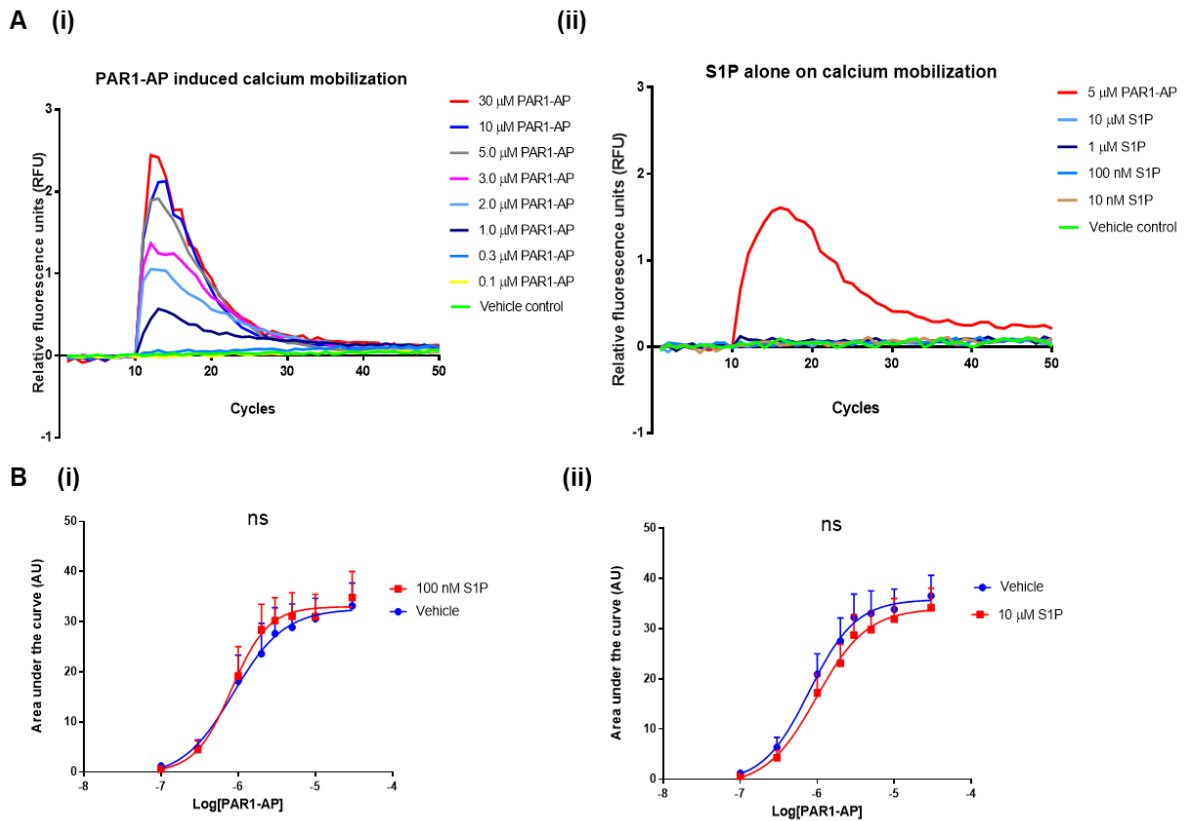 A (i)
PAR1-AP induced calcium mobilization
Relative fluorescence units (RFU)
3
2
1
0
-1
10
20
30
40
50
Cycles
30 μM PAR1-AP
10 μM PAR1-AP
5.0 μM PAR1-AP
3.0 μM PAR1-AP
2.0 μM PAR1-AP
1.0 μM PAR1-AP
0.3 μM PAR1-AP
0.1 μM PAR1-AP
Vehicle control
(ii)
S1P alone on calcium mobilization
Relative fluorescence units (RFU)
3
2
1
0
-1
10
20
30
40
50
Cycles
5 μM PAR1-AP
10 μM S1P
1 μM S1P
100 nM S1P
10 nM S1P
Vehicle control
B (i)
ns
Area under the curve (AU)
50
40
30
20
10
0
-8
-7
-6
-5
-4
Log[PAR1-AP]
100 nM S1P
Vehicle
(ii)
ns
Area under the curve (AU)
50
40
30
20
10
0
-8
-7
-6
-5
-4
Log[PAR1-AP]
Vehicle
10 μM S1P